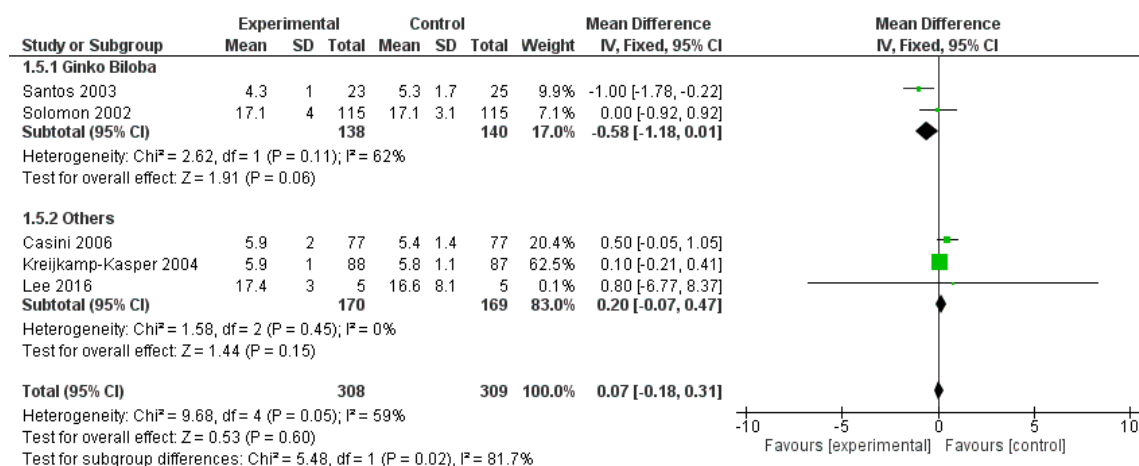 Experimental Control Mean Difference Mean Difference
Study or Subgroup Mean SD Total Mean SD Total Weight IV, Fixed, 95% CI IV, Fixed, 95% CI
1.5.1 Ginko Biloba
Santos 2003 4.3 1 23 5.3 1.7 25 9.9% -1.00 [-1.78, -0.22]
Solomon 2002 17.1 4 115 17.1 3.1 115 7.1% 0.00 [-0.92, 0.92]
Subtotal (95% CI) 138 140 17.0% -0.58 [-1.18, 0.01]
Heterogeneity: Chi² = 2.62, df = 1 (P = 0.11); I² = 62%
Test for overall effect: Z = 1.91 (P = 0.06)
1.5.2 Others
Casini 2006 5.9 2 77 5.4 1.4 77 20.4% 0.50 [-0.05, 1.05]
Kreijkamp-Kasper 2004 5.9 1 88 5.8 1.1 87 62.5% 0.10 [-0.21, 0.41]
Lee 2016 17.4 3 5 16.6 8.1 5 0.1% 0.80 [-6.77, 8.37]
Subtotal (95% CI) 170 169 83.0% 0.20 [-0.07, 0.47]
Heterogeneity: Chi² = 1.58, df = 2 (P = 0.45); I² = 0%
Test for overall effect: Z = 1.44 (P = 0.15)
Total (95% CI) 308 309 100.0% 0.07 [-0.18, 0.31]
Heterogeneity: Chi² = 9.68, df = 4 (P = 0.05); I² = 59%
Test for overall effect: Z = 0.53 (P = 0.60)
Test for subgroup differences: Chi² = 5.48, df = 1 (P = 0.02), I² = 81.7%
-10 -5 0 5 10
Favours [experimental] Favours [control]